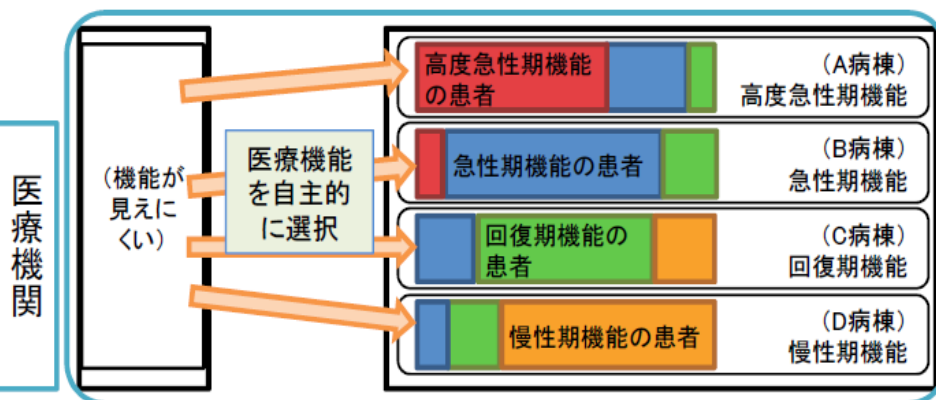 医療機関
(機能が
見えに
くい)
医療機能
を自主的
に選択
高度急性期機能
の患者
(A病棟)
高度急性期機能
急性期機能の患者
(B病棟)
急性期機能
回復期機能の
患者
(C病棟)
回復期機能
慢性期機能の患者
(D病棟)
慢性期機能